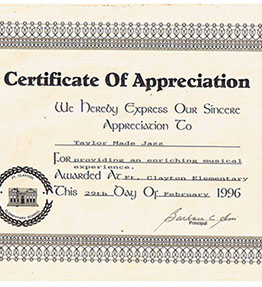 Certificate Of Appreciation
We Hereby Express Our Sincere
Appreciation To
Taylor Made Jazz
For providing an enriching musical
experience.
Awarded At Ft. Clayton Elementary
This 29th Day Of February 1996
Principal